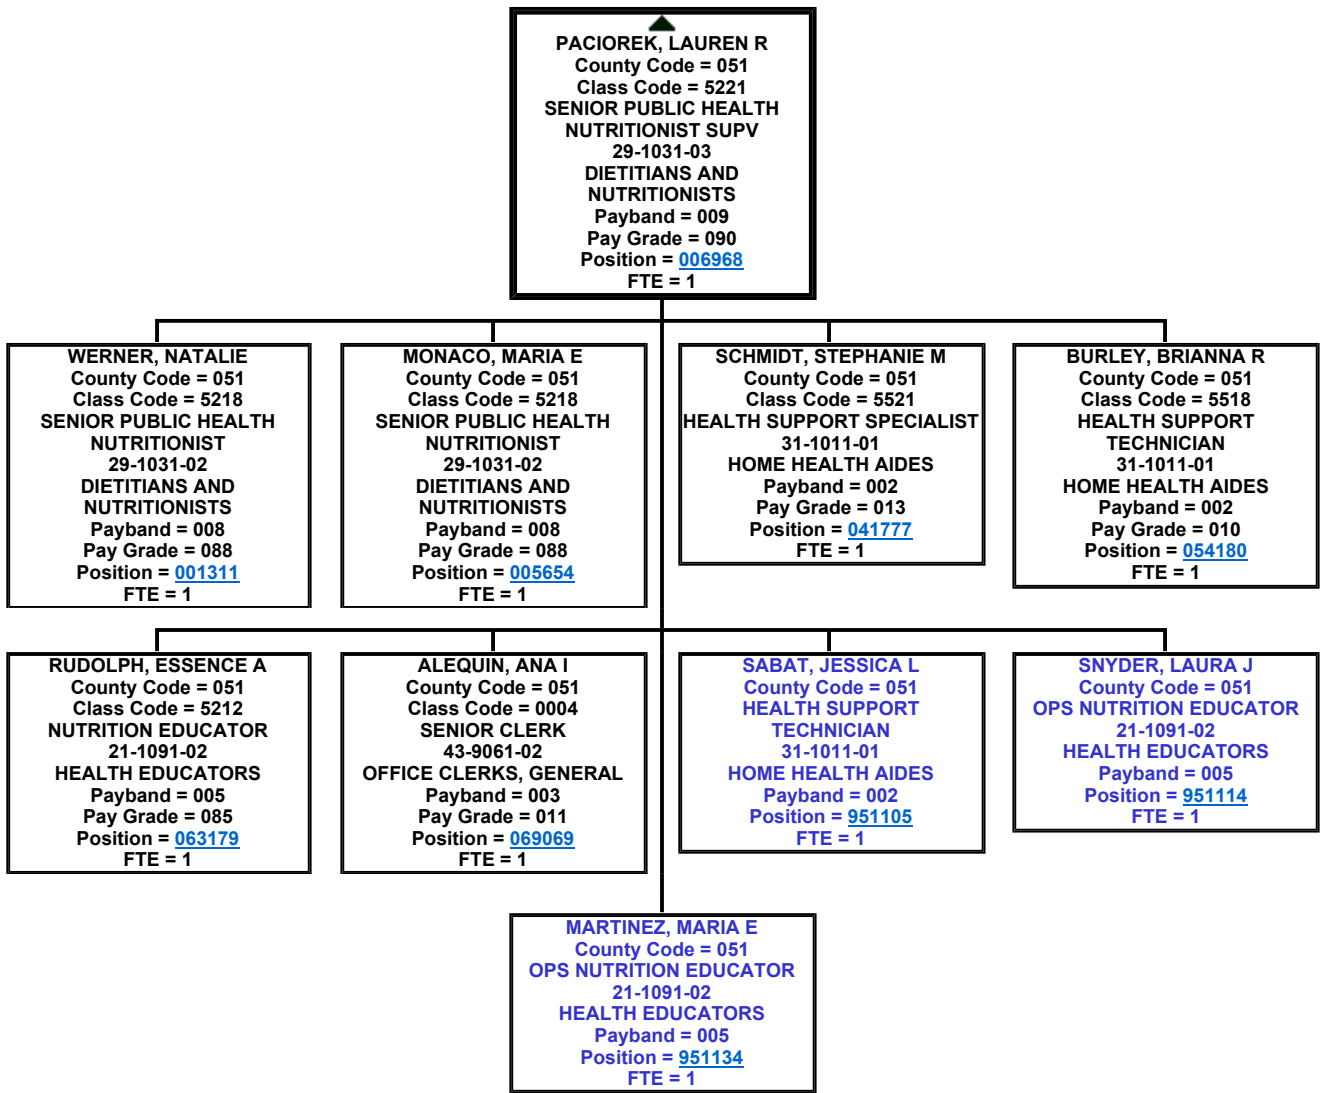 PACIOREK, LAUREN R
County Code = 051
Class Code = 5221
SENIOR PUBLIC HEALTH
NUTRITIONIST SUPV
29-1031-03
DIETITIANS AND
NUTRITIONISTS
Payband = 009
Pay Grade = 090
Position = 006968
FTE = 1
WERNER, NATALIE
County Code = 051
Class Code = 5218
SENIOR PUBLIC HEALTH
NUTRITIONIST
29-1031-02
DIETITIANS AND
NUTRITIONISTS
Payband = 008
Pay Grade = 088
Position = 001311
FTE = 1
MONACO, MARIA E
County Code = 051
Class Code = 5218
SENIOR PUBLIC HEALTH
NUTRITIONIST
29-1031-02
DIETITIANS AND
NUTRITIONISTS
Payband = 008
Pay Grade = 088
Position = 005654
FTE = 1
SCHMIDT, STEPHANIE M
County Code = 051
Class Code = 5521
HEALTH SUPPORT SPECIALIST
31-1011-01
HOME HEALTH AIDES
Payband = 002
Pay Grade = 013
Position = 041777
FTE = 1
BURLEY, BRIANNA R
County Code = 051
Class Code = 5518
HEALTH SUPPORT
TECHNICIAN
31-1011-01
HOME HEALTH AIDES
Payband = 002
Pay Grade = 010
Position = 054180
FTE = 1
RUDOLPH, ESSENCE A
County Code = 051
Class Code = 5212
NUTRITION EDUCATOR
21-1091-02
HEALTH EDUCATORS
Payband = 005
Pay Grade = 085
Position = 063179
FTE = 1
ALEQUIN, ANA I
County Code = 051
Class Code = 0004
SENIOR CLERK
43-9061-02
OFFICE CLERKS, GENERAL
Payband = 003
Pay Grade = 011
Position = 069069
FTE = 1
SABAT, JESSICA L
County Code = 051
HEALTH SUPPORT
TECHNICIAN
31-1011-01
HOME HEALTH AIDES
Payband = 002
Position = 951105
FTE = 1
SNYDER, LAURA J
County Code = 051
OPS NUTRITION EDUCATOR
21-1091-02
HEALTH EDUCATORS
Payband = 005
Position = 951114
FTE = 1
MARTINEZ, MARIA E
County Code = 051
OPS NUTRITION EDUCATOR
21-1091-02
HEALTH EDUCATORS
Payband = 005
Position = 951134
FTE = 1